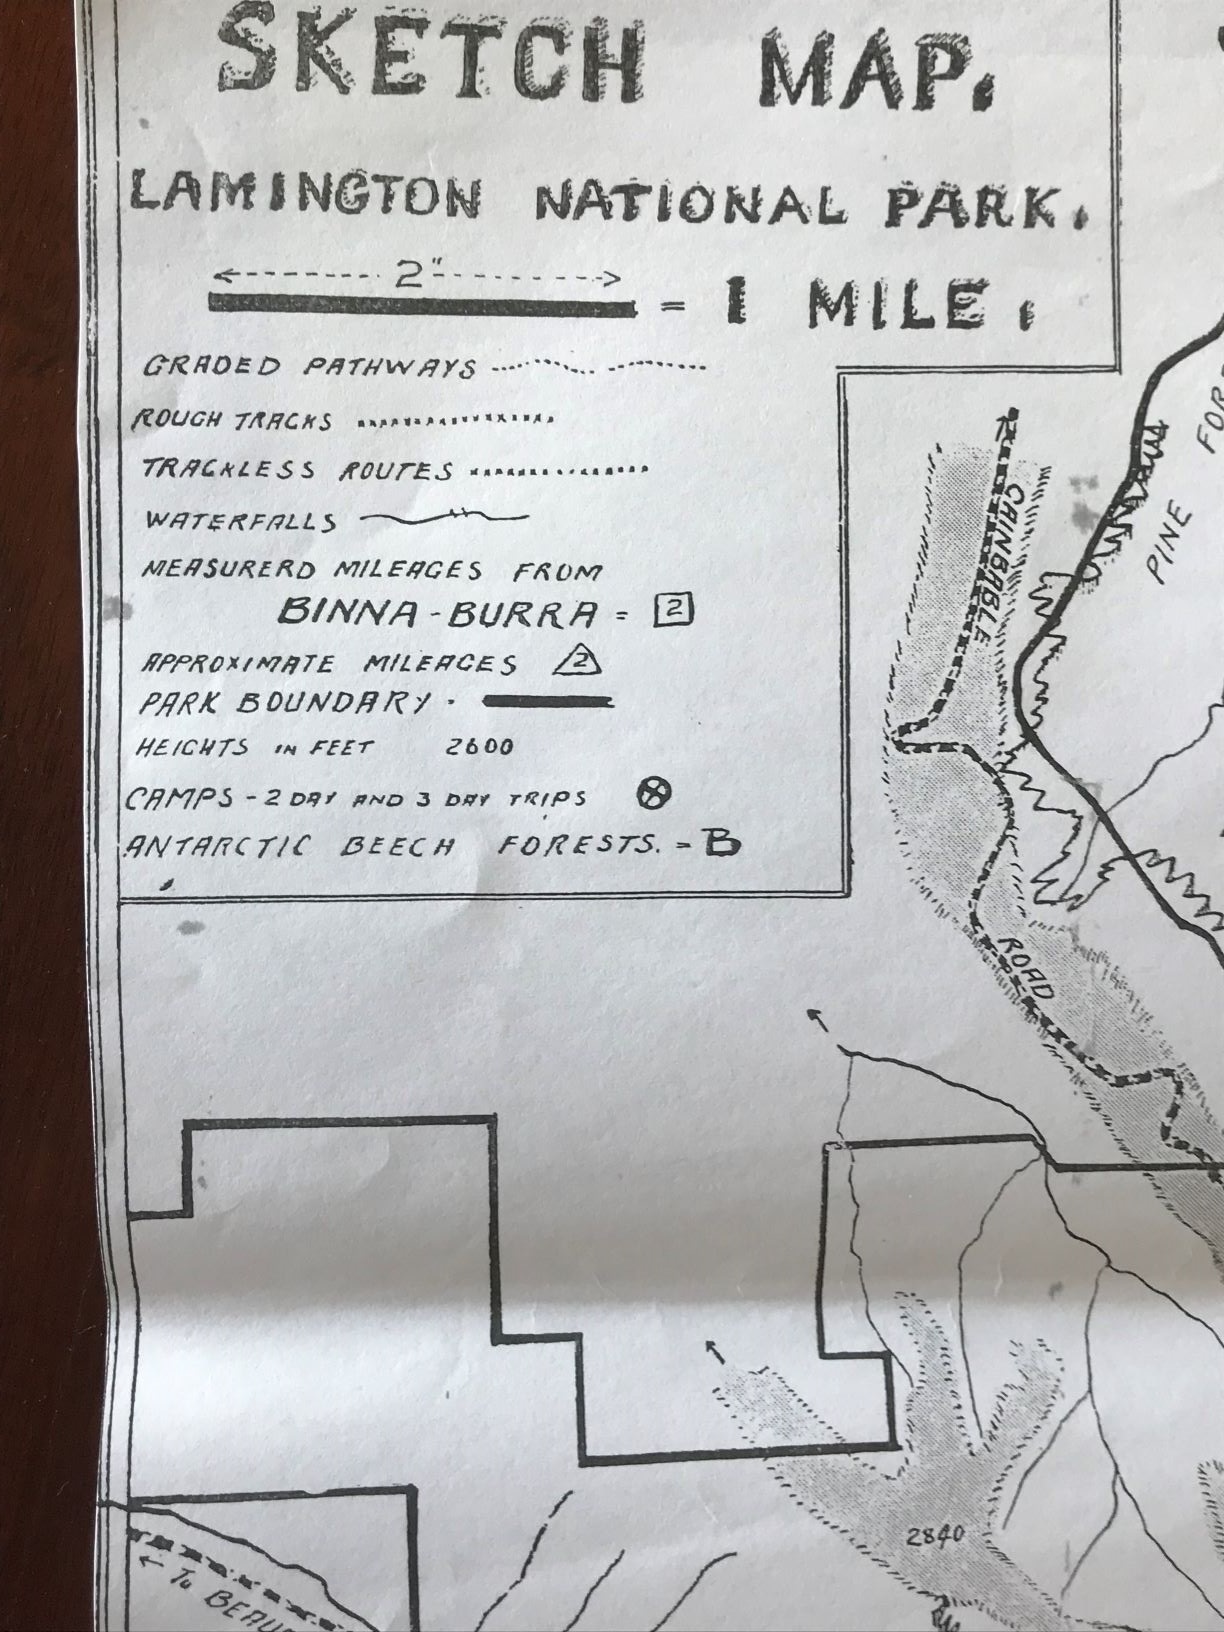 SKETCH MAP.
LAMINGTON NATIONAL PARK.
2" = 1 MILE.
GRADED PATHWAYS
ROUGH TRACKS
TRACKLESS ROUTES
WATERFALLS
MEASURERD MILEAGES FROM
BINNA-BURRA = 2
APPROXIMATE MILEAGES 2
PARK BOUNDARY -
HEIGHTS IN FEET 2600
CAMPS - 2 DAY AND 3 DAY TRIPS
ANTARCTIC BEECH FORESTS. = B
CAINBABLE
PINE
ROAD
2840
← To